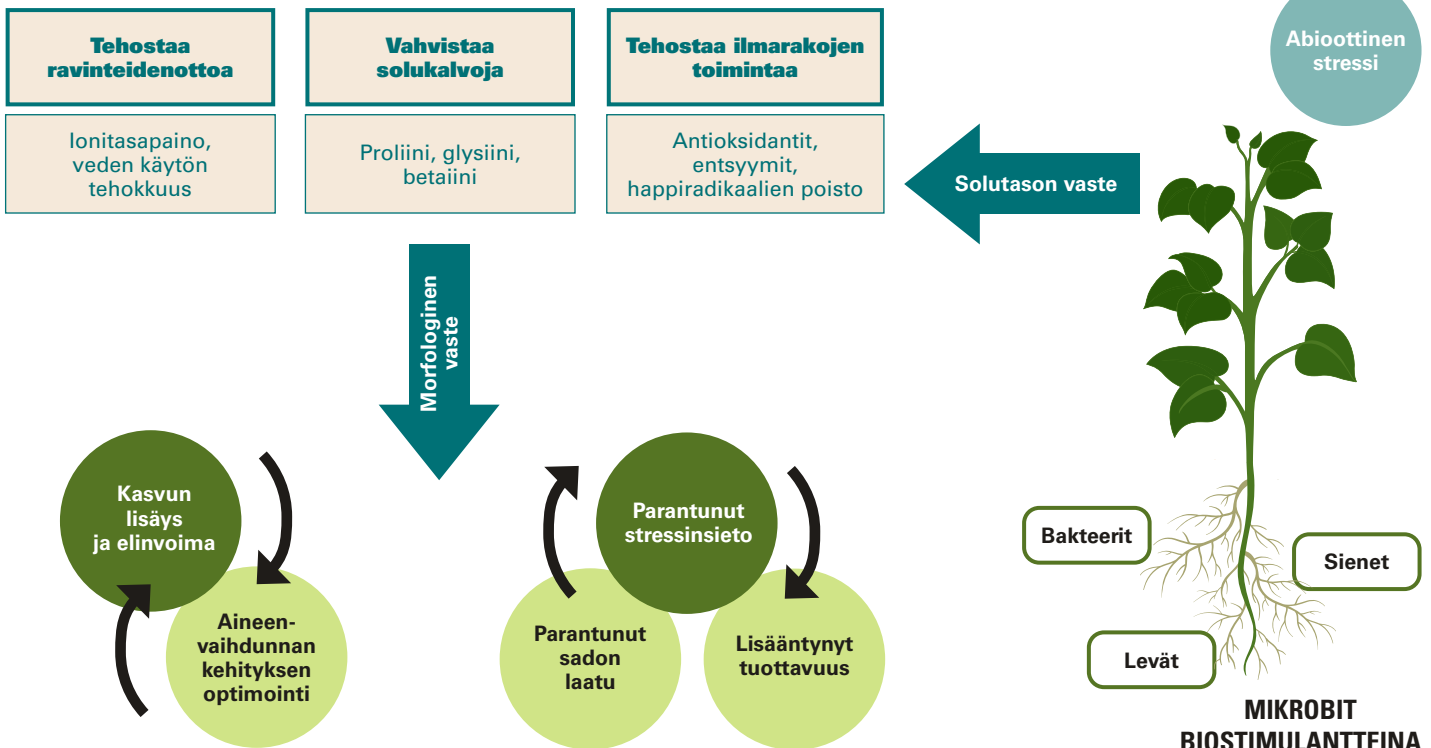 Tehostaa
ravinteidenottoa
Ionitasapaino,
veden käytön
tehokkuus
Vahvistaa
solukalvoja
Proliini, glysiini,
betaiini
Tehostaa ilmarakojen
toimintaa
Antioksidantit,
entsyymit,
happiradikaalien poisto
Solutason vaste
Abioottinen
stressi
Morfologinen
vaste
Kasvun
lisäys
ja elinvoima
Aineen-
vaihdunnan
kehityksen
optimointi
Parantunut
stressinsieto
Parantunut
sadon
laatu
Lisääntynyt
tuottavuus
Bakteerit
Sienet
Levät
MIKROBIT
BIOSTIMULANTTEINA